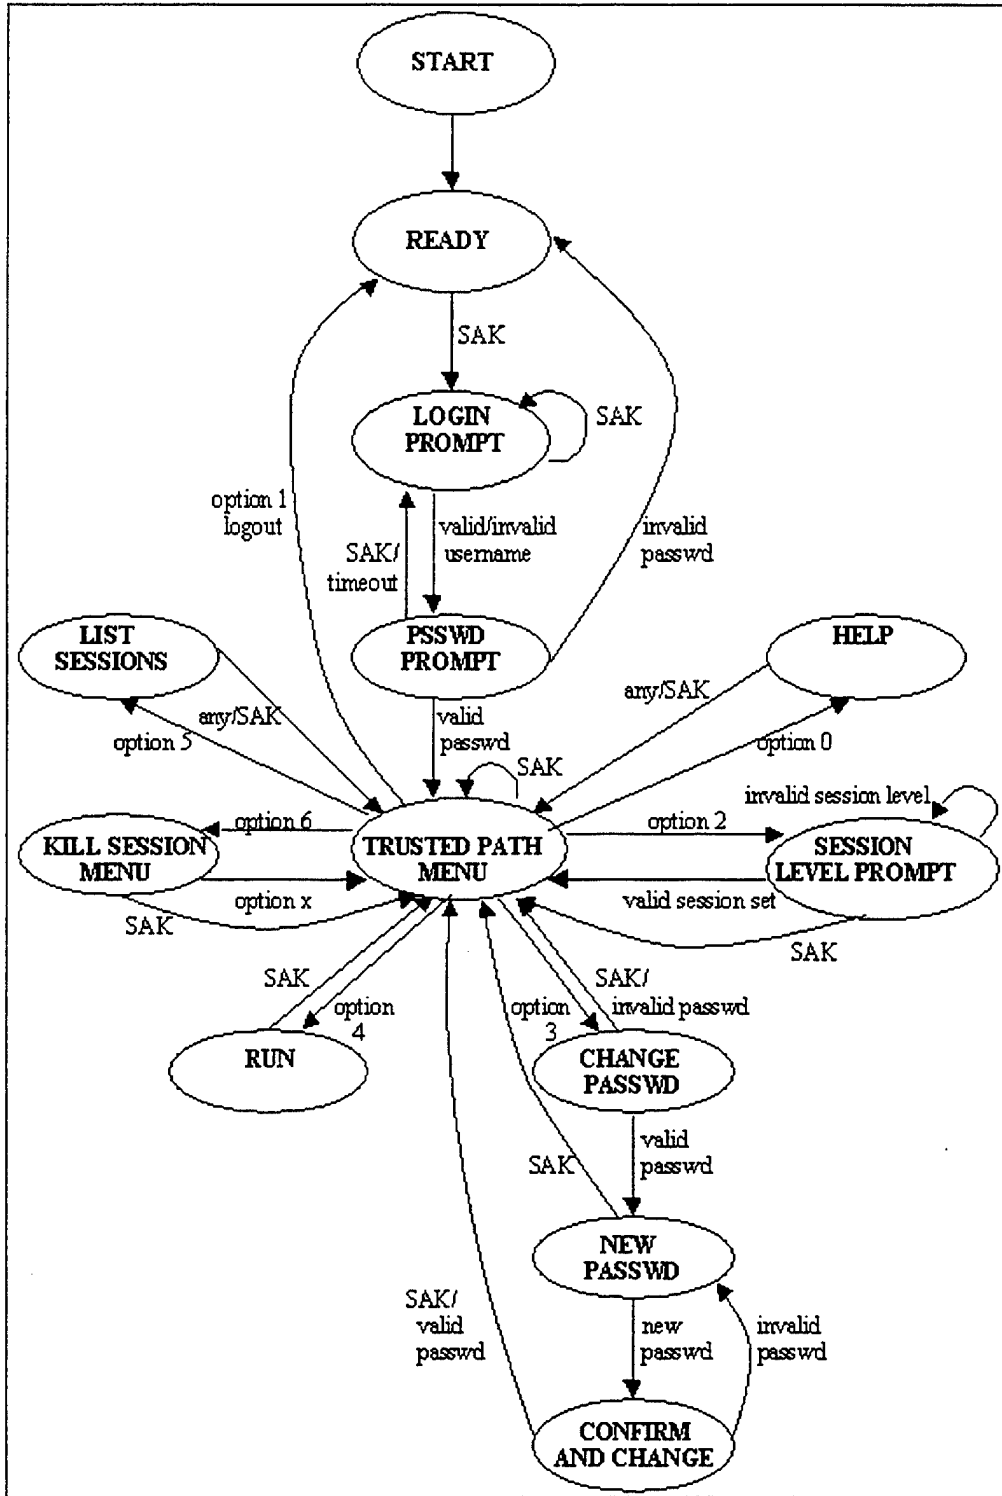 START
READY
SAK
LOGIN
PROMPT
SAK
option 1
logout
SAK/
timeout
valid/invalid
username
invalid
passwd
LIST
SESSIONS
PSSWD
PROMPT
HELP
any/SAK
option 5
valid
passwd
any/SAK
option 0
SAK
invalid session level
option 6
KILL SESSION
MENU
TRUSTED PATH
MENU
option 2
SESSION
LEVEL PROMPT
option x
valid session set
SAK
SAK
SAK
option
4
option
3
SAK/
invalid passwd
RUN
CHANGE
PASSWD
valid
passwd
SAK
NEW
PASSWD
SAK/
valid
passwd
new
passwd
invalid
passwd
CONFIRM
AND CHANGE